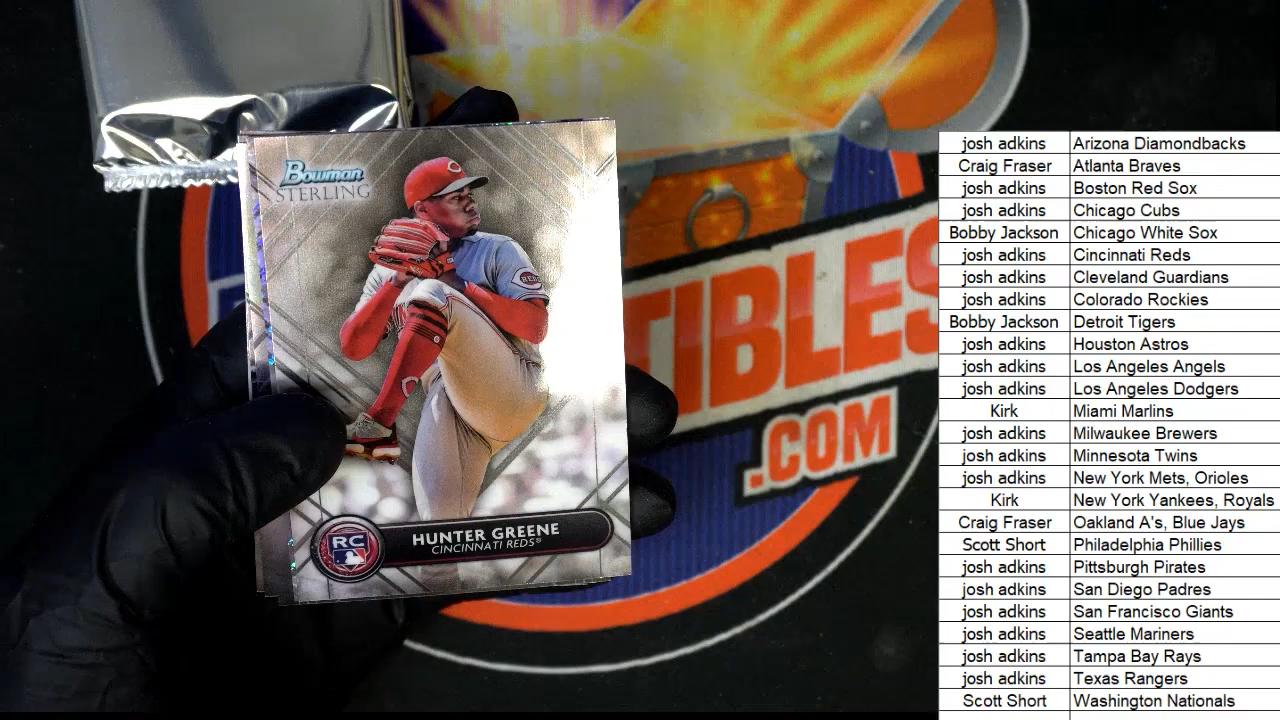 Bowman
STERLING
REDS
RC
HUNTER GREENE
CINCINNATI REDS®
TIBLES
.COM
josh adkins Arizona Diamondbacks
Craig Fraser Atlanta Braves
josh adkins Boston Red Sox
josh adkins Chicago Cubs
Bobby Jackson Chicago White Sox
josh adkins Cincinnati Reds
josh adkins Cleveland Guardians
josh adkins Colorado Rockies
Bobby Jackson Detroit Tigers
josh adkins Houston Astros
josh adkins Los Angeles Angels
josh adkins Los Angeles Dodgers
Kirk Miami Marlins
josh adkins Milwaukee Brewers
josh adkins Minnesota Twins
josh adkins New York Mets, Orioles
Kirk New York Yankees, Royals
Craig Fraser Oakland A's, Blue Jays
Scott Short Philadelphia Phillies
josh adkins Pittsburgh Pirates
josh adkins San Diego Padres
josh adkins San Francisco Giants
josh adkins Seattle Mariners
josh adkins Tampa Bay Rays
josh adkins Texas Rangers
Scott Short Washington Nationals